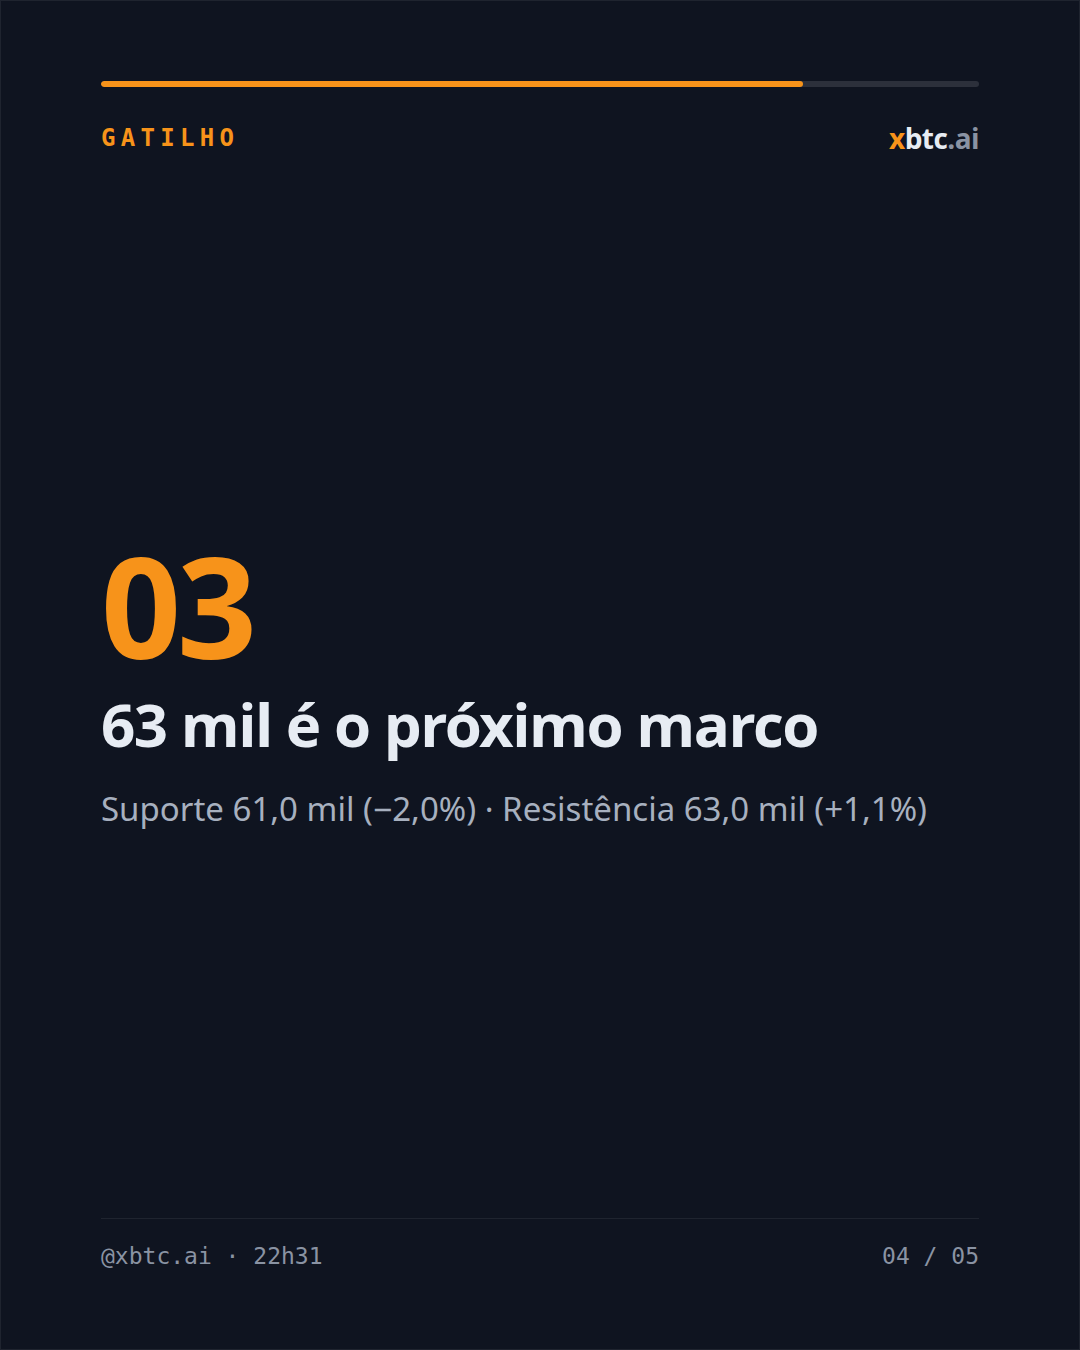 GATILHO
xbtc.ai
03
63 mil é o próximo marco
Suporte 61,0 mil (−2,0%) · Resistência 63,0 mil (+1,1%)
@xbtc.ai · 22h31
04 / 05